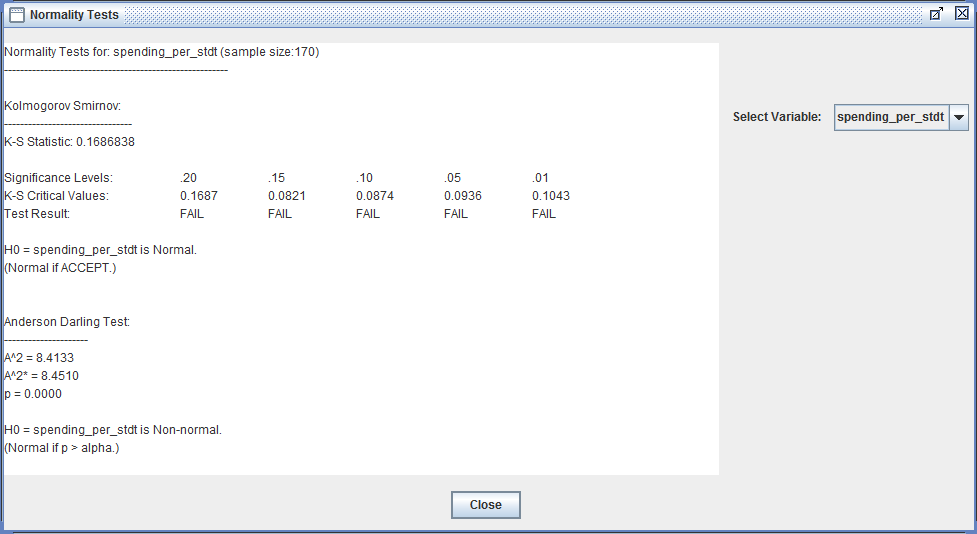 Normality Tests
Normality Tests for: spending_per_stdt (sample size:170)
--------------------------------------------------------
Kolmogorov Smirnov:
--------------------------------
K-S Statistic: 0.1686838
Significance Levels: .20 .15 .10 .05 .01
K-S Critical Values: 0.1687 0.0821 0.0874 0.0936 0.1043
Test Result: FAIL FAIL FAIL FAIL FAIL
H0 = spending_per_stdt is Normal.
(Normal if ACCEPT.)
Anderson Darling Test:
---------------------
A^2 = 8.4133
A^2* = 8.4510
p = 0.0000
H0 = spending_per_stdt is Non-normal.
(Normal if p > alpha.)
Select Variable: spending_per_stdt
Close